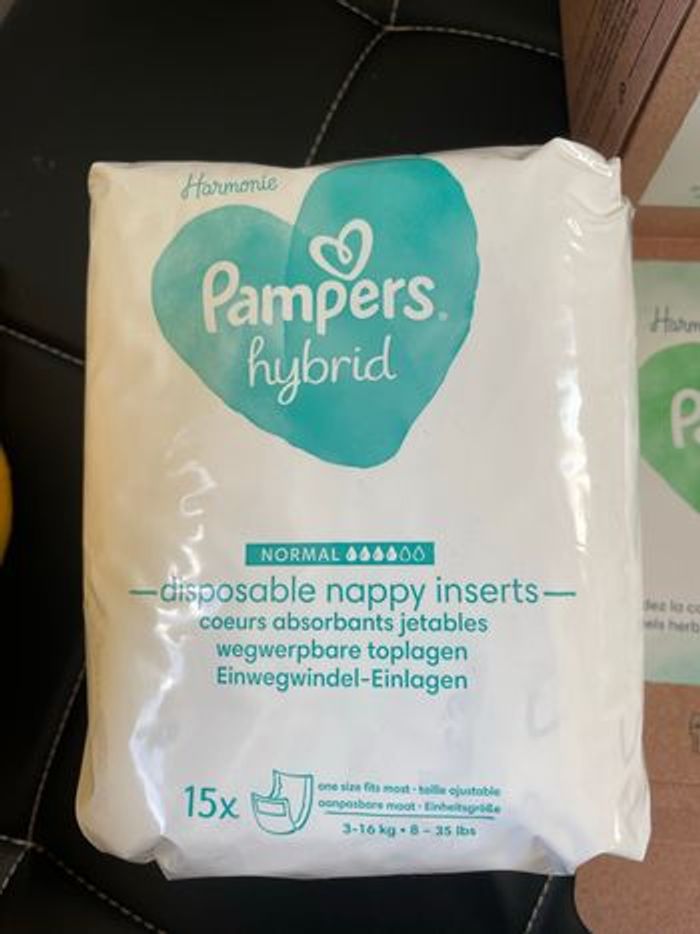 Harmonie
Pampers
hybrid
NORMAL
disposable nappy inserts
coeurs absorbants jetables
wegwerpbare toplagen
Einwegwindel-Einlagen
15x
one size fits most · taille ajustable
aanpasbare maat · Einheitsgröße
3-16 kg • 8 – 35 lbs